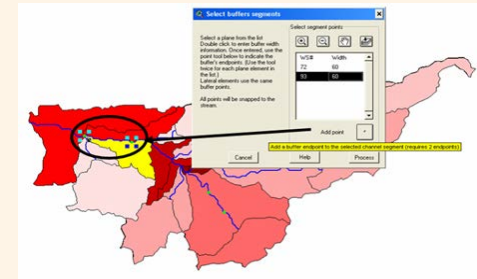 Select buffers segments
Select a plane from the list
Double click to enter buffer width
information. Once entered, use the
point tool below to indicate the
buffer's endpoints. (Use the tool
twice for each plane element in
the list.)
Lateral elements use the same
buffer points.
All points will be snapped to the
stream.
Select segment points
WS# Width
72 60
93 60
Add point
Cancel
Help
Process
Add a buffer endpoint to the selected channel segment (requires 2 endpoints)